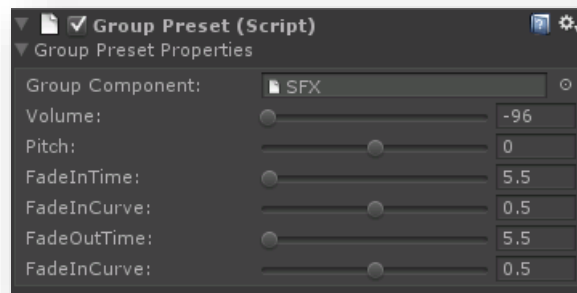 Group Preset (Script)
Group Preset Properties
Group Component: SFX
Volume: -96
Pitch: 0
FadeInTime: 5.5
FadeInCurve: 0.5
FadeOutTime: 5.5
FadeInCurve: 0.5